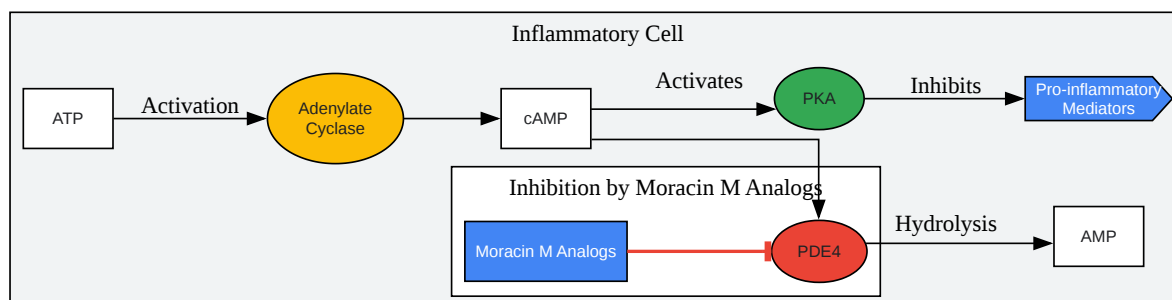 Inflammatory Cell
ATP
Activation
Adenylate
Cyclase
cAMP
Activates
PKA
Inhibits
Pro-inflammatory
Mediators
Inhibition by Moracin M Analogs
Moracin M Analogs
PDE4
Hydrolysis
AMP